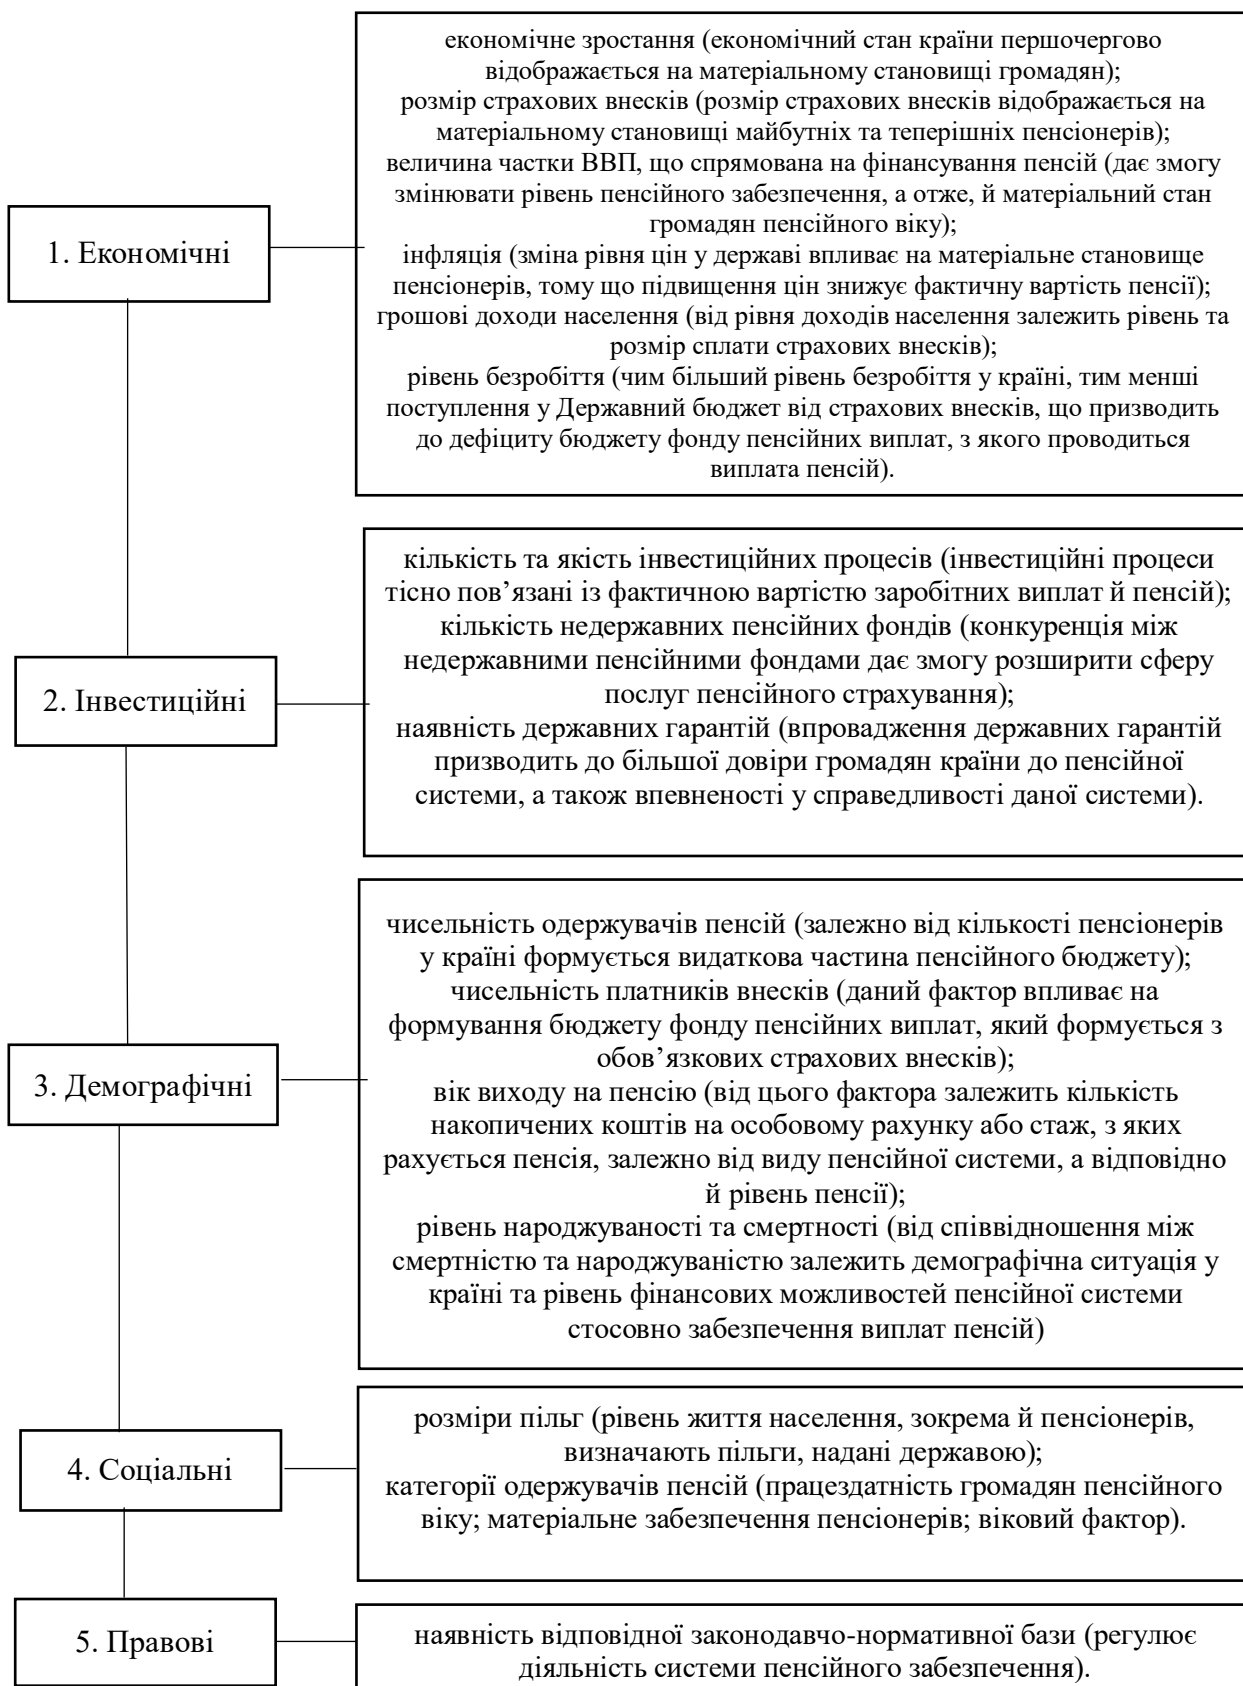 економічне зростання (економічний стан країни першочергово
відображається на матеріальному становищі громадян);
розмір страхових внесків (розмір страхових внесків відображається на
матеріальному становищі майбутніх та теперішніх пенсіонерів);
величина частки ВВП, що спрямована на фінансування пенсій (дає змогу
змінювати рівень пенсійного забезпечення, а отже, й матеріальний стан
громадян пенсійного віку);
1. Економічні
інфляція (зміна рівня цін у державі впливає на матеріальне становище
пенсіонерів, тому що підвищення цін знижує фактичну вартість пенсії);
грошові доходи населення (від рівня доходів населення залежить рівень та
розмір сплати страхових внесків);
рівень безробіття (чим більший рівень безробіття у країні, тим менші
поступлення у Державний бюджет від страхових внесків, що призводить
до дефіциту бюджету фонду пенсійних виплат, з якого проводиться
виплата пенсій).
2. Інвестиційні
кількість та якість інвестиційних процесів (інвестиційні процеси
тісно пов’язані із фактичною вартістю заробітних виплат й пенсій);
кількість недержавних пенсійних фондів (конкуренція між
недержавними пенсійними фондами дає змогу розширити сферу
послуг пенсійного страхування);
наявність державних гарантій (впровадження державних гарантій
призводить до більшої довіри громадян країни до пенсійної
системи, а також впевненості у справедливості даної системи).
3. Демографічні
чисельність одержувачів пенсій (залежно від кількості пенсіонерів
у країні формується видаткова частина пенсійного бюджету);
чисельність платників внесків (даний фактор впливає на
формування бюджету фонду пенсійних виплат, який формується з
обов’язкових страхових внесків);
вік виходу на пенсію (від цього фактора залежить кількість
накопичених коштів на особовому рахунку або стаж, з яких
рахується пенсія, залежно від виду пенсійної системи, а відповідно
й рівень пенсії);
рівень народжуваності та смертності (від співвідношення між
смертністю та народжуваністю залежить демографічна ситуація у
країні та рівень фінансових можливостей пенсійної системи
стосовно забезпечення виплат пенсій)
4. Соціальні
розміри пільг (рівень життя населення, зокрема й пенсіонерів,
визначають пільги, надані державою);
категорії одержувачів пенсій (працездатність громадян пенсійного
віку; матеріальне забезпечення пенсіонерів; віковий фактор).
5. Правові
наявність відповідної законодавчо-нормативної бази (регулює
діяльність системи пенсійного забезпечення).